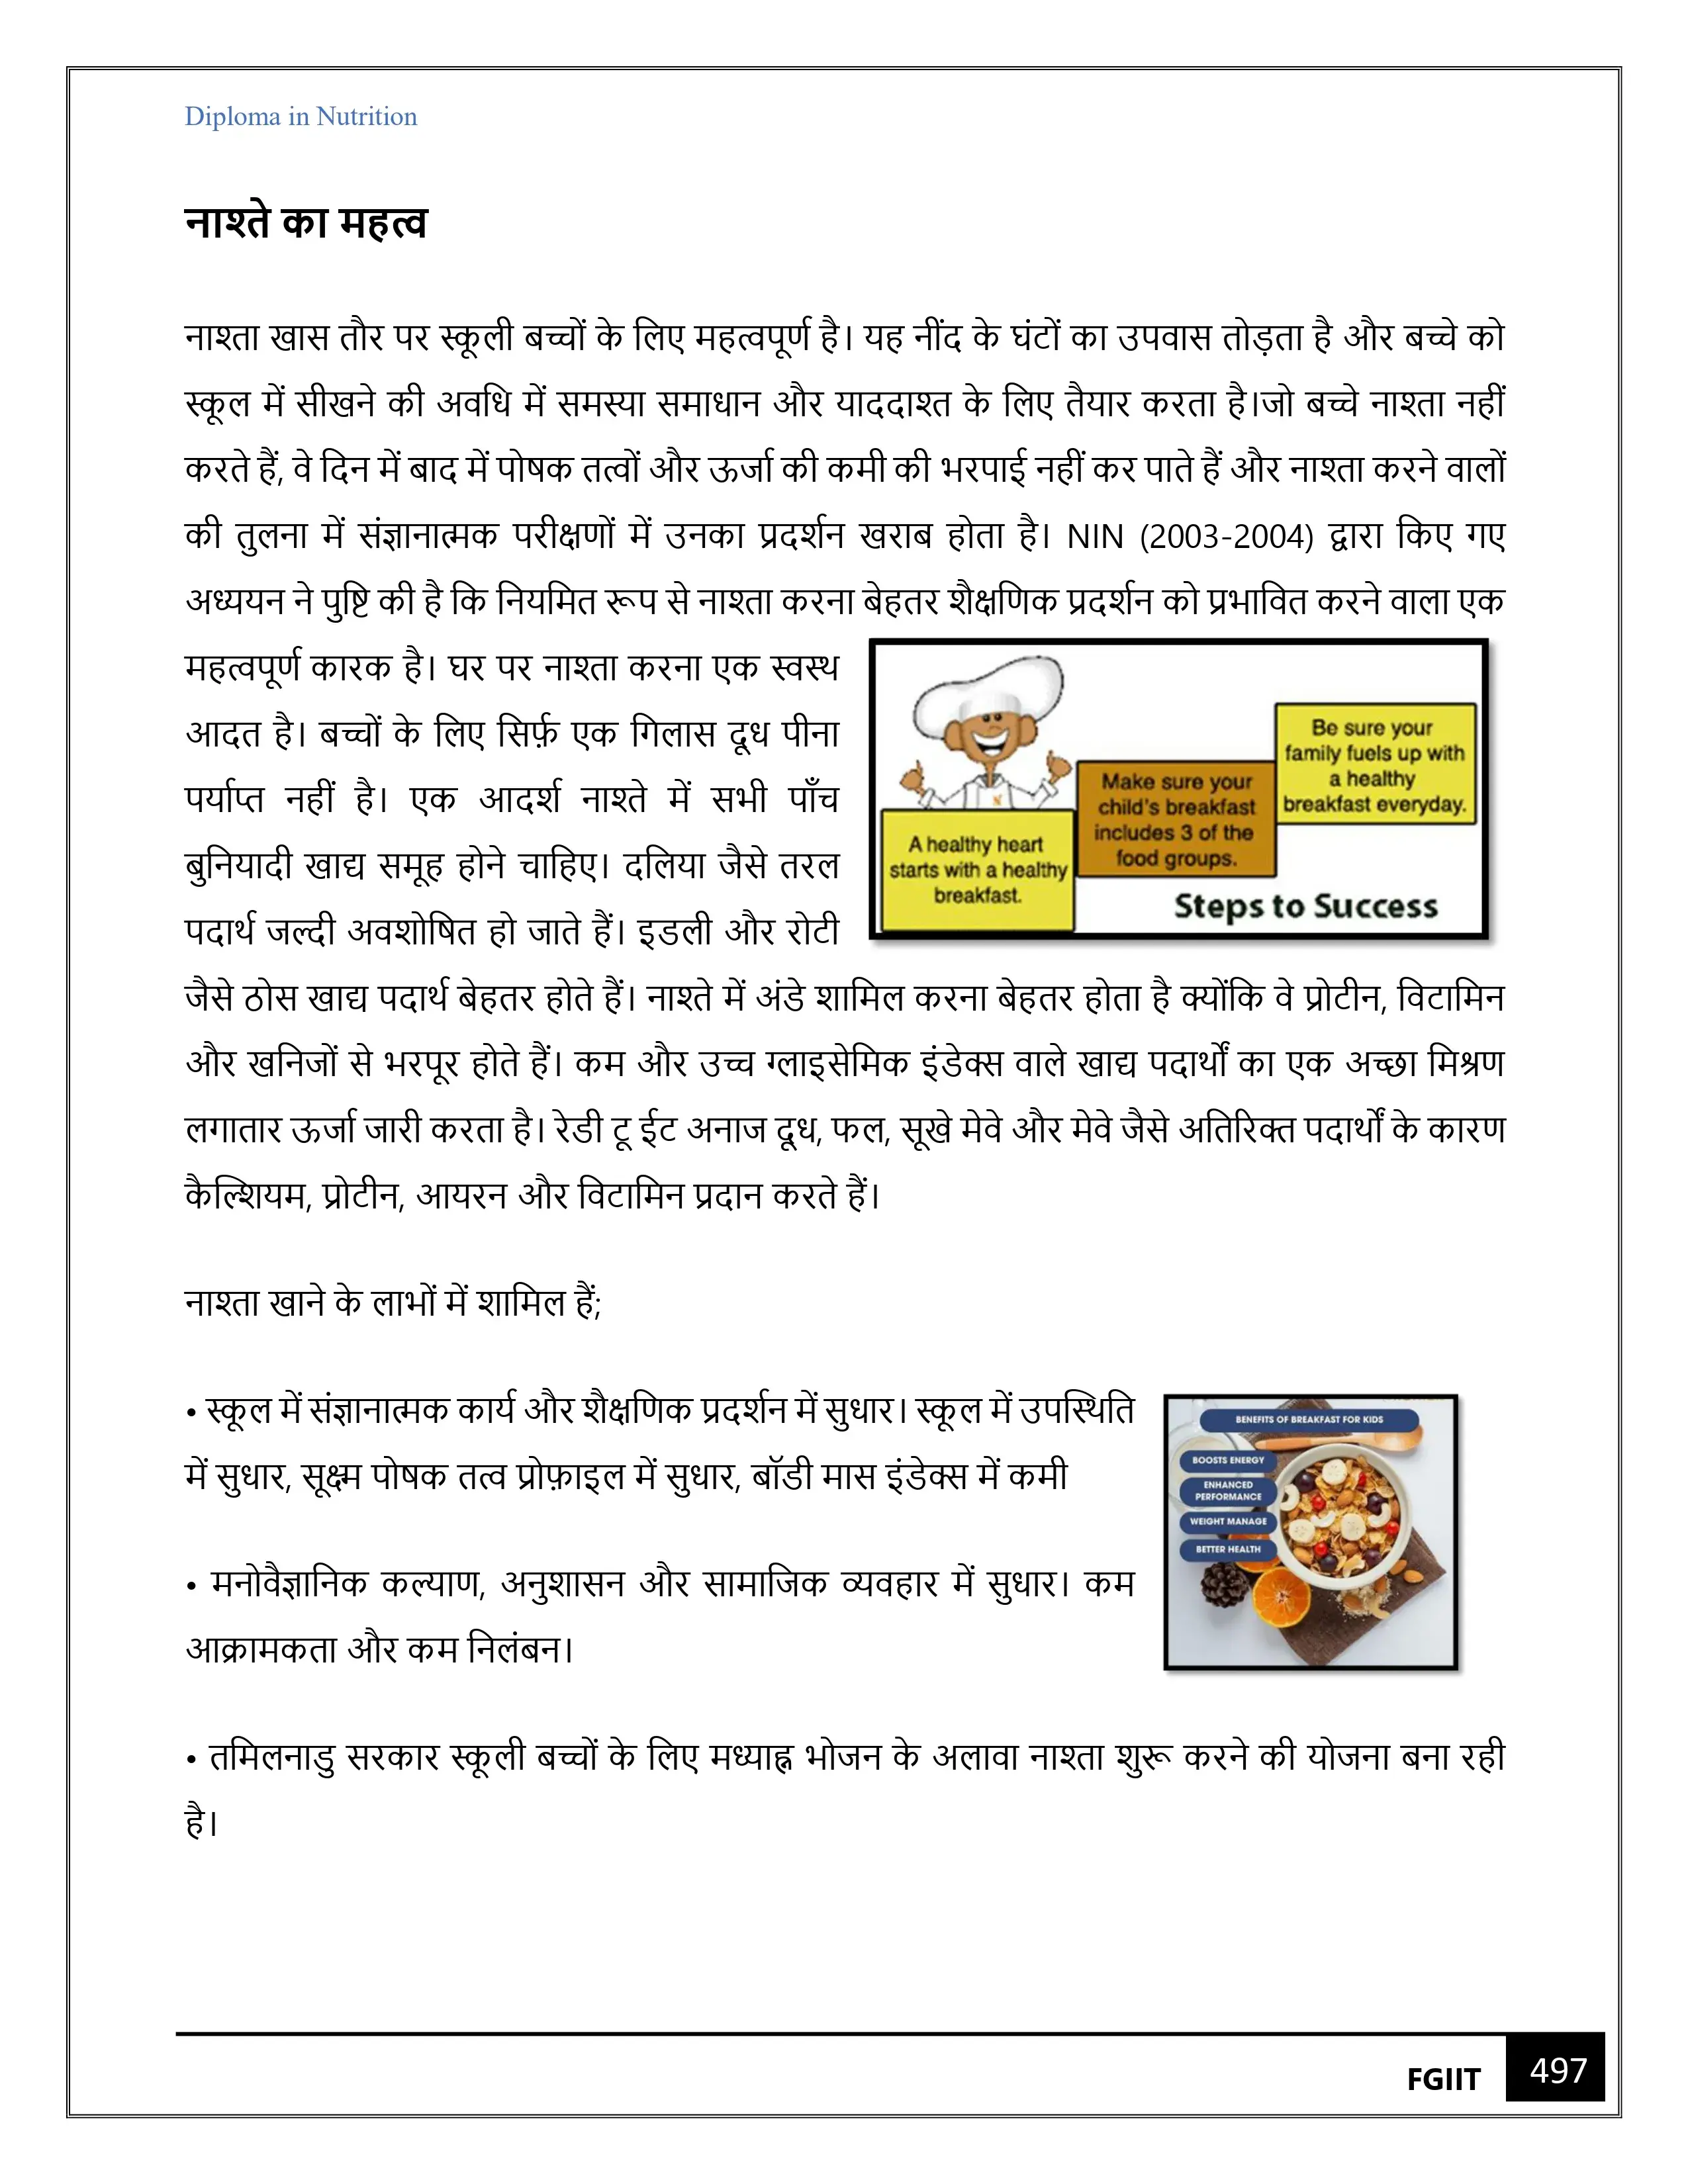 Diploma in Nutrition
नाश्ते का महत्व
नाश्ता खास तौर पर स्कूली बच्चों के लिए महत्वपूर्ण है। यह नींद के घंटों का उपवास तोड़ता है और बच्चे को
स्कूल में सीखने की अवधि में समस्या समाधान और याददाश्त के लिए तैयार करता है।जो बच्चे नाश्ता नहीं
करते हैं, वे दिन में बाद में पोषक तत्वों और ऊर्जा की कमी की भरपाई नहीं कर पाते हैं और नाश्ता करने वालों
की तुलना में संज्ञानात्मक परीक्षणों में उनका प्रदर्शन खराब होता है। NIN (2003-2004) द्वारा किए गए
अध्ययन ने पुष्टि की है कि नियमित रूप से नाश्ता करना बेहतर शैक्षणिक प्रदर्शन को प्रभावित करने वाला एक
महत्वपूर्ण कारक है। घर पर नाश्ता करना एक स्वस्थ
आदत है। बच्चों के लिए सिर्फ़ एक गिलास दूध पीना
पर्याप्त नहीं है। एक आदर्श नाश्ते में सभी पाँच
बुनियादी खाद्य समूह होने चाहिए। दलिया जैसे तरल
पदार्थ जल्दी अवशोषित हो जाते हैं। इडली और रोटी
A healthy heart
starts with a healthy
breakfast.
Make sure your
child's breakfast
includes 3 of the
food groups.
Be sure your
family fuels up with
a healthy
breakfast everyday.
Steps to Success
जैसे ठोस खाद्य पदार्थ बेहतर होते हैं। नाश्ते में अंडे शामिल करना बेहतर होता है क्योंकि वे प्रोटीन, विटामिन
और खनिजों से भरपूर होते हैं। कम और उच्च ग्लाइसेमिक इंडेक्स वाले खाद्य पदार्थों का एक अच्छा मिश्रण
लगातार ऊर्जा जारी करता है। रेडी टू ईट अनाज दूध, फल, सूखे मेवे और मेवे जैसे अतिरिक्त पदार्थों के कारण
कैल्शियम, प्रोटीन, आयरन और विटामिन प्रदान करते हैं।
नाश्ता खाने के लाभों में शामिल हैं;
• स्कूल में संज्ञानात्मक कार्य और शैक्षणिक प्रदर्शन में सुधार। स्कूल में उपस्थिति
में सुधार, सूक्ष्म पोषक तत्व प्रोफ़ाइल में सुधार, बॉडी मास इंडेक्स में कमी
• मनोवैज्ञानिक कल्याण, अनुशासन और सामाजिक व्यवहार में सुधार। कम
आक्रामकता और कम निलंबन।
BENEFITS OF BREAKFAST FOR KIDS
BOOSTS ENERGY
ENHANCED
PERFORMANCE
WEIGHT MANAGE
BETTER HEALTH
• तमिलनाडु सरकार स्कूली बच्चों के लिए मध्याह्न भोजन के अलावा नाश्ता शुरू करने की योजना बना रही
है।
FGIIT 497